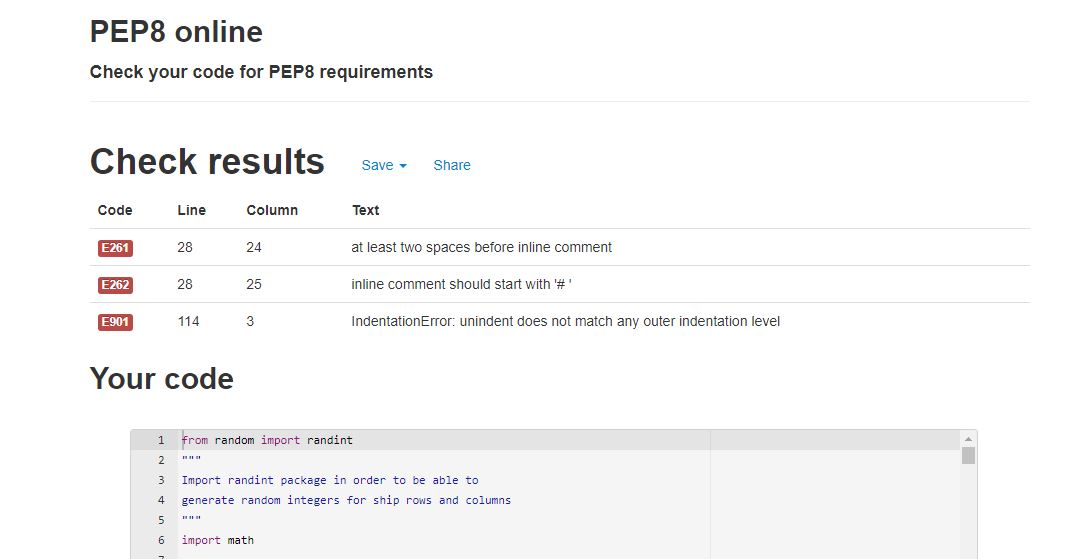 PEP8 online
Check your code for PEP8 requirements
Check results Save Share
Code Line Column Text
E261 28 24 at least two spaces before inline comment
E262 28 25 inline comment should start with '# '
E901 114 3 IndentationError: unindent does not match any outer indentation level
Your code
1 from random import randint
2 """
3 Import randint package in order to be able to
4 generate random integers for ship rows and columns
5 """
6 import math